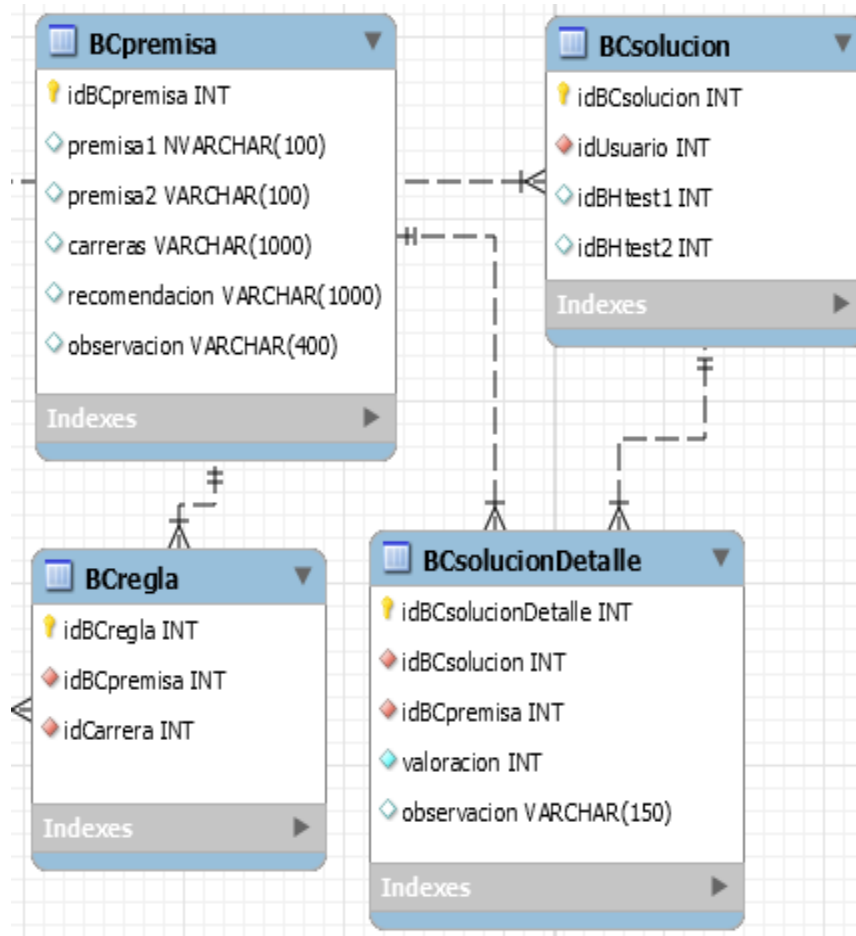 BCpremisa
idBCpremisa INT
premisa1 NVARCHAR(100)
premisa2 VARCHAR(100)
carreras VARCHAR(1000)
recomendacion VARCHAR(1000)
observacion VARCHAR(400)
Indexes
BCsolucion
idBCsolucion INT
idUsuario INT
idBHtest1 INT
idBHtest2 INT
Indexes
BCregla
idBCregla INT
idBCpremisa INT
idCarrera INT
Indexes
BCsolucionDetalle
idBCsolucionDetalle INT
idBCsolucion INT
idBCpremisa INT
valoracion INT
observacion VARCHAR(150)
Indexes